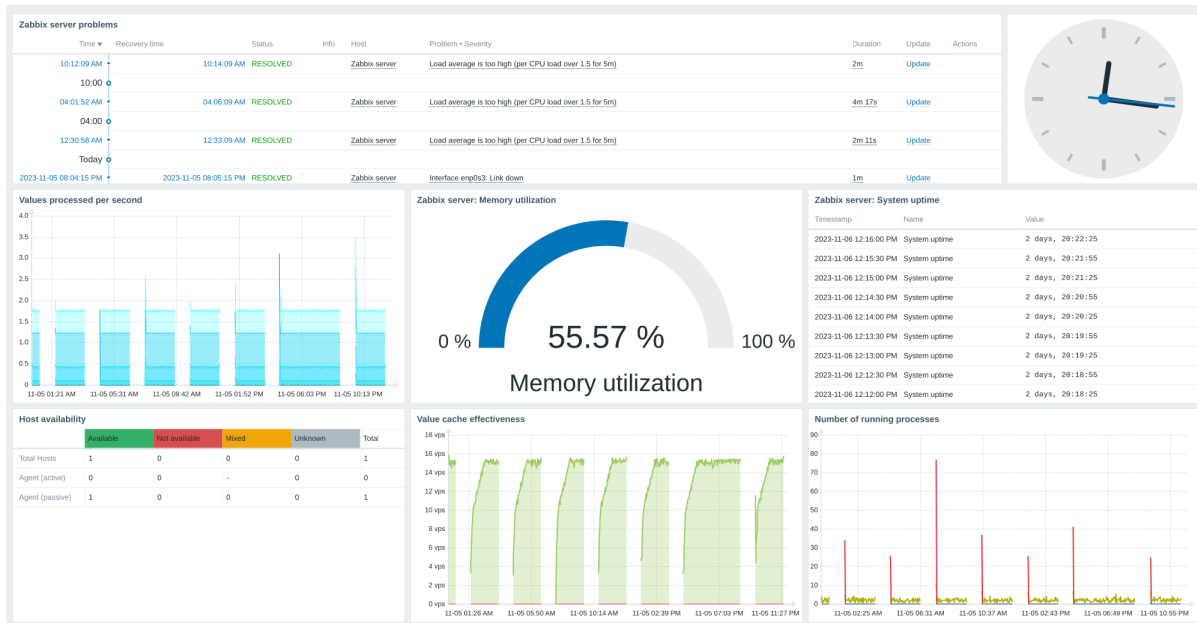 Zabbix server problems
Time ▼ Recovery time Status Info Host Problem • Severity Duration Update Actions
10:12:09 AM 10:14:09 AM RESOLVED Zabbix server Load average is too high (per CPU load over 1.5 for 5m) 2m Update
10:00
04:01:52 AM 04:06:09 AM RESOLVED Zabbix server Load average is too high (per CPU load over 1.5 for 5m) 4m 17s Update
04:00
12:30:58 AM 12:33:09 AM RESOLVED Zabbix server Load average is too high (per CPU load over 1.5 for 5m) 2m 11s Update
Today
2023-11-05 08:04:15 PM 2023-11-05 08:05:15 PM RESOLVED Zabbix server Interface enp0s3: Link down 1m Update
Values processed per second
4.0
3.5
3.0
2.5
2.0
1.5
1.0
0.5
0
11-05 01:21 AM 11-05 05:31 AM 11-05 09:42 AM 11-05 01:52 PM 11-05 06:03 PM 11-05 10:13 PM
Zabbix server: Memory utilization
0 % 55.57 % 100 %
Memory utilization
Zabbix server: System uptime
Timestamp Name Value
2023-11-06 12:16:00 PM System uptime 2 days, 20:22:25
2023-11-06 12:15:30 PM System uptime 2 days, 20:21:55
2023-11-06 12:15:00 PM System uptime 2 days, 20:21:25
2023-11-06 12:14:30 PM System uptime 2 days, 20:20:55
2023-11-06 12:14:00 PM System uptime 2 days, 20:20:25
2023-11-06 12:13:30 PM System uptime 2 days, 20:19:55
2023-11-06 12:13:00 PM System uptime 2 days, 20:19:25
2023-11-06 12:12:30 PM System uptime 2 days, 20:18:55
2023-11-06 12:12:00 PM System uptime 2 days, 20:18:25
Host availability
Available Not available Mixed Unknown Total
Total Hosts 1 0 0 0 1
Agent (active) 0 0 - 0 0
Agent (passive) 1 0 0 0 1
Value cache effectiveness
18 vps
16 vps
14 vps
12 vps
10 vps
8 vps
6 vps
4 vps
2 vps
0 vps
11-05 01:26 AM 11-05 05:50 AM 11-05 10:14 AM 11-05 02:39 PM 11-05 07:03 PM 11-05 11:27 PM
Number of running processes
90
80
70
60
50
40
30
20
10
0
11-05 02:25 AM 11-05 06:31 AM 11-05 10:37 AM 11-05 02:43 PM 11-05 06:49 PM 11-05 10:55 PM